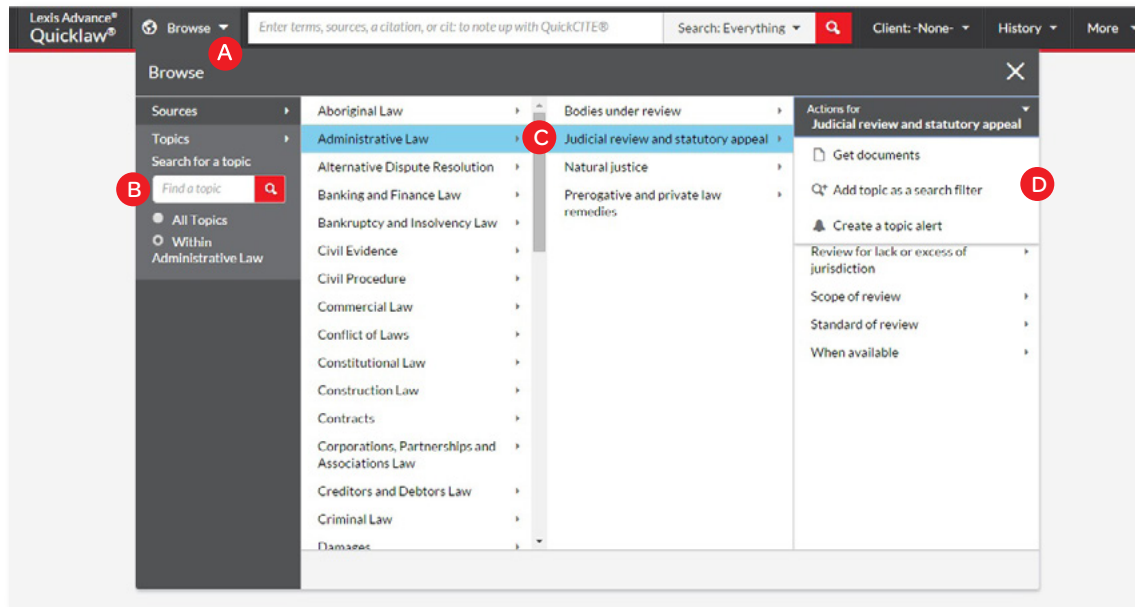 Lexis Advance®
Quicklaw®
Browse
Enter terms, sources, a citation, or cit: to note up with QuickCITE®
Search: Everything
Client: -None-
History
More
A
Browse
Sources
Topics
Search for a topic
B
Find a topic
All Topics
Within
Administrative Law
Aboriginal Law
Administrative Law
Alternative Dispute Resolution
Banking and Finance Law
Bankruptcy and Insolvency Law
Civil Evidence
Civil Procedure
Commercial Law
Conflict of Laws
Constitutional Law
Construction Law
Contracts
Corporations, Partnerships and
Associations Law
Creditors and Debtors Law
Criminal Law
Damages
C
Bodies under review
Judicial review and statutory appeal
Natural justice
Prerogative and private law
remedies
Actions for
Judicial review and statutory appeal
Get documents
Add topic as a search filter
D
Create a topic alert
Review for lack or excess of
jurisdiction
Scope of review
Standard of review
When available